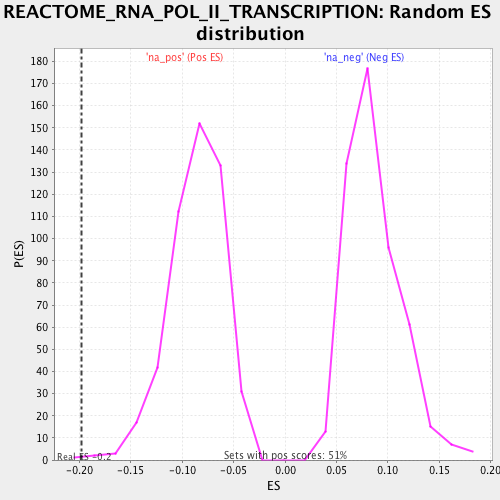 REACTOME_RNA_POL_II_TRANSCRIPTION: Random ES
distribution
'na_pos' (Pos ES)
'na_neg' (Neg ES)
180
170
160
150
140
130
120
110
100
90
80
70
60
50
40
30
20
10
0
P(ES)
Real ES -0.2
Sets with pos scores: 51%
-0.20 -0.15 -0.10 -0.05 0.00 0.05 0.10 0.15 0.20
ES